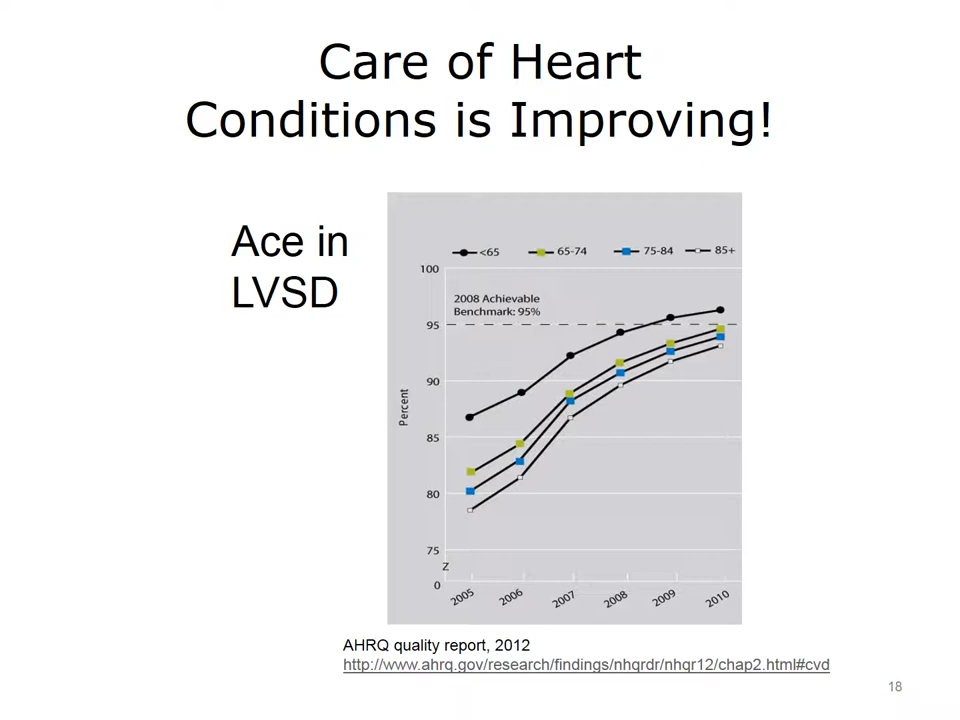 Care of Heart
Conditions is Improving!
Ace in
LVSD
<65 65-74 75-84 85+
100
2008 Achievable
Benchmark: 95%
95
90
Percent
85
80
75
Z
0
2005 2006 2007 2008 2009 2010
AHRQ quality report, 2012
http://www.ahrq.gov/research/findings/nhqrdr/nhqr12/chap2.html#cvd
18